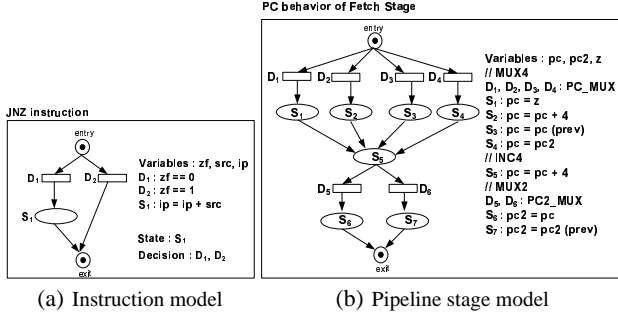 PC behavior of Fetch Stage
entry
D1
D2
D3
D4
S1
S2
S3
S4
S5
D5
D6
S6
S7
exit
Variables : pc, pc2, z
// MUX4
D1, D2, D3, D4 : PC_MUX
S1 : pc = z
S2 : pc = pc + 4
S3 : pc = pc (prev)
S4 : pc = pc2
// INC4
S5 : pc = pc + 4
// MUX2
D5, D6 : PC2_MUX
S6 : pc2 = pc
S7 : pc2 = pc2 (prev)
JNZ instruction
entry
D1
D2
S1
exit
Variables : zf, src, ip
D1 : zf == 0
D2 : zf == 1
S1 : ip = ip + src
State : S1
Decision : D1, D2
(a) Instruction model
(b) Pipeline stage model